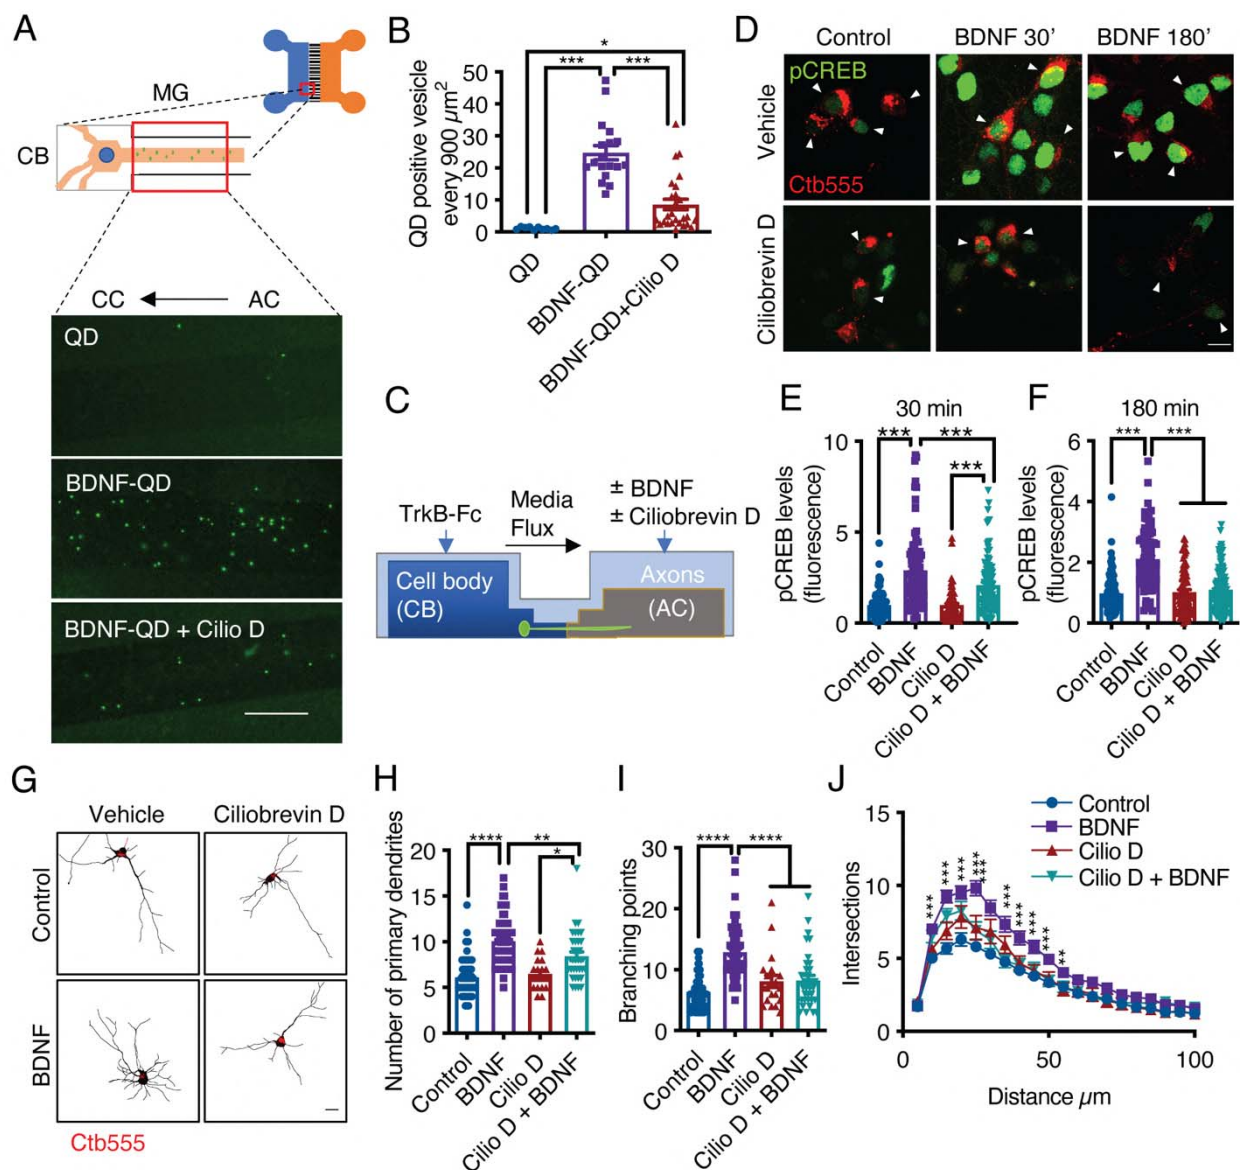 A
MG
CB
CC
AC
QD
BDNF-QD
BDNF-QD + Cilio D
B
QD positive vesicle
every 900 µm²
50
40
30
20
10
0
*
***
***
QD
BDNF-QD
BDNF-QD+Cilio D
C
TrkB-Fc
Media
Flux
± BDNF
± Ciliobrevin D
Cell body
(CB)
Axons
(AC)
D
Control
BDNF 30’
BDNF 180’
Vehicle
Ciliobrevin D
pCREB
Ctb555
E
30 min
pCREB levels
(fluorescence)
10
5
0
***
***
***
Control
BDNF
Cilio D
Cilio D + BDNF
F
180 min
pCREB levels
(fluorescence)
6
4
2
0
***
***
Control
BDNF
Cilio D
Cilio D + BDNF
G
Vehicle
Ciliobrevin D
Control
BDNF
Ctb555
H
Number of primary dendrites
20
15
10
5
0
****
**
*
Control
BDNF
Cilio D
Cilio D + BDNF
I
Branching points
30
20
10
0
****
****
Control
BDNF
Cilio D
Cilio D + BDNF
J
Intersections
15
10
5
0
Control
BDNF
Cilio D
Cilio D + BDNF
***
***
***
***
***
***
***
***
***
**
0
50
100
Distance µm